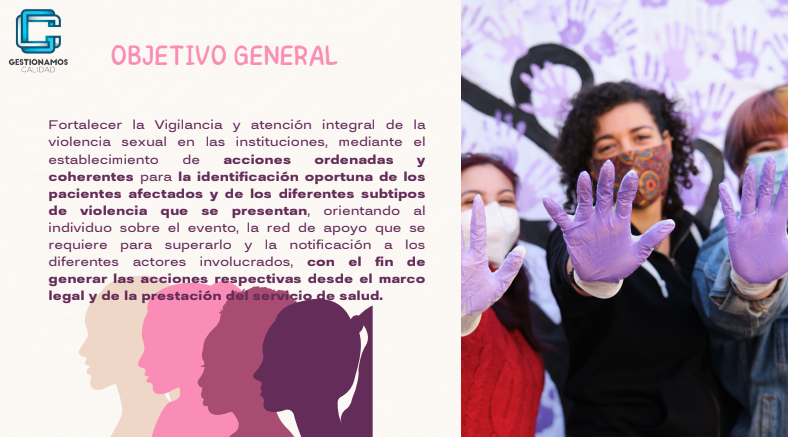 GESTIONAMOS
CALIDAD
OBJETIVO GENERAL
Fortalecer la Vigilancia y atención integral de la
violencia sexual en las instituciones, mediante el
establecimiento de acciones ordenadas y
coherentes para la identificación oportuna de los
pacientes afectados y de los diferentes subtipos
de violencia que se presentan, orientando al
individuo sobre el evento, la red de apoyo que se
requiere para superarlo y la notificación a los
diferentes actores involucrados, con el fin de
generar las acciones respectivas desde el marco
legal y de la prestación del servicio de salud.